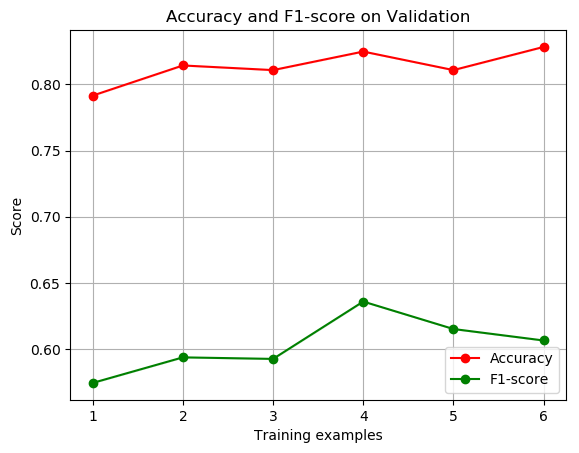 Accuracy and F1-score on Validation
0.80
0.75
0.70
0.65
0.60
Score
1 2 3 4 5 6
Training examples
Accuracy
F1-score